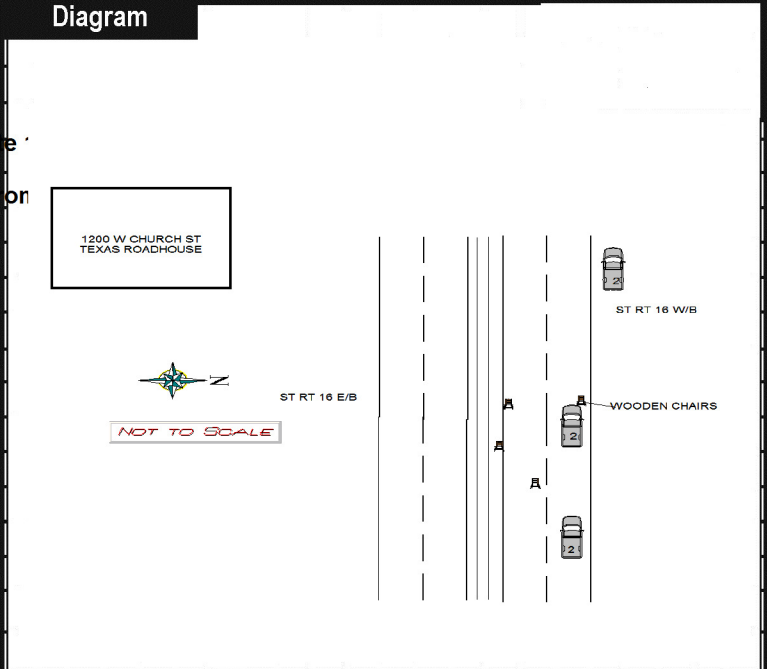 Diagram
e
on
1200 W CHURCH ST
TEXAS ROADHOUSE
2
ST RT 16 W/B
N
ST RT 16 E/B
WOODEN CHAIRS
NOT TO SCALE
2
2